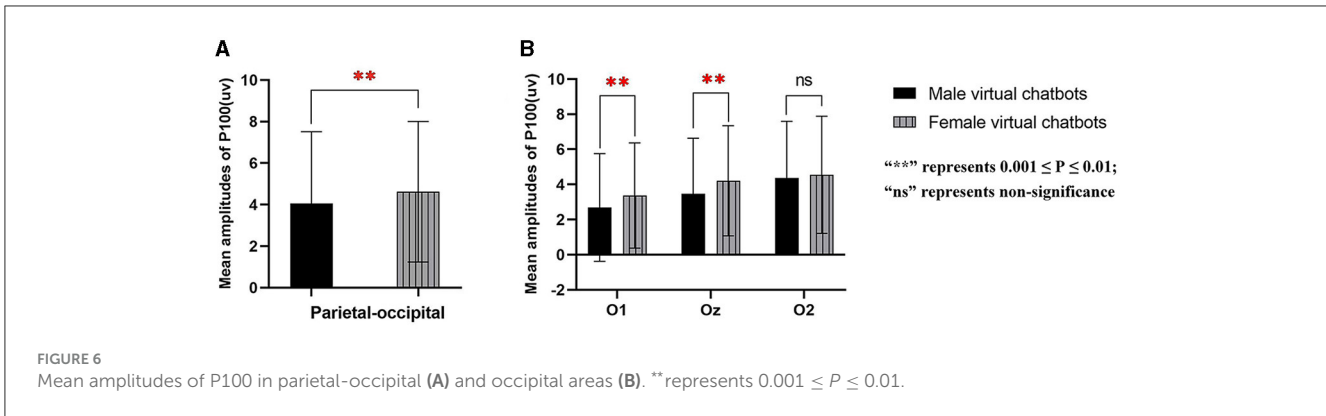 A
Mean amplitudes of P100(uv)
10
8
6
4
2
0
**
Parietal-occipital
B
Mean amplitudes of P100(uv)
10
8
6
4
2
0
-2
**
**
ns
O1 Oz O2
Male virtual chatbots
Female virtual chatbots
“**” represents 0.001 ≤ P ≤ 0.01;
“ns” represents non-significance
FIGURE 6
Mean amplitudes of P100 in parietal-occipital (A) and occipital areas (B). **represents 0.001 ≤ P ≤ 0.01.